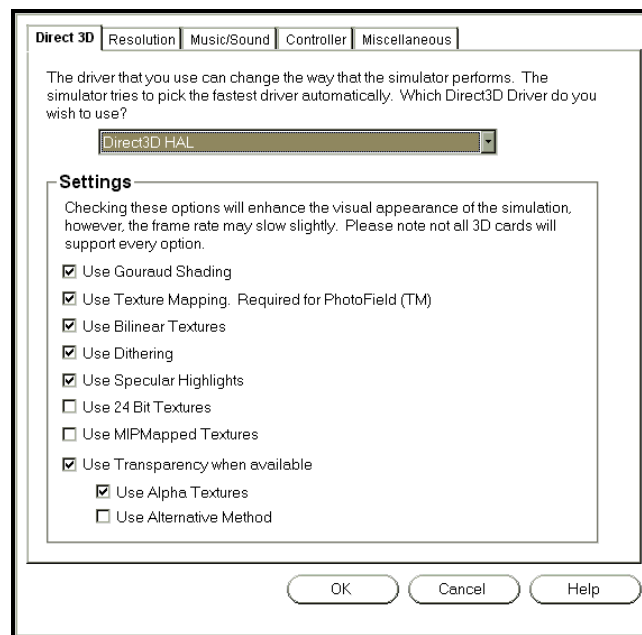 Direct 3D Resolution Music/Sound Controller Miscellaneous
The driver that you use can change the way that the simulator performs. The
simulator tries to pick the fastest driver automatically. Which Direct3D Driver do you
wish to use?
Direct3D HAL
Settings
Checking these options will enhance the visual appearance of the simulation,
however, the frame rate may slow slightly. Please note not all 3D cards will
support every option.
Use Gouraud Shading
Use Texture Mapping. Required for PhotoField (TM)
Use Bilinear Textures
Use Dithering
Use Specular Highlights
Use 24 Bit Textures
Use MIPMapped Textures
Use Transparency when available
Use Alpha Textures
Use Alternative Method
OK Cancel Help